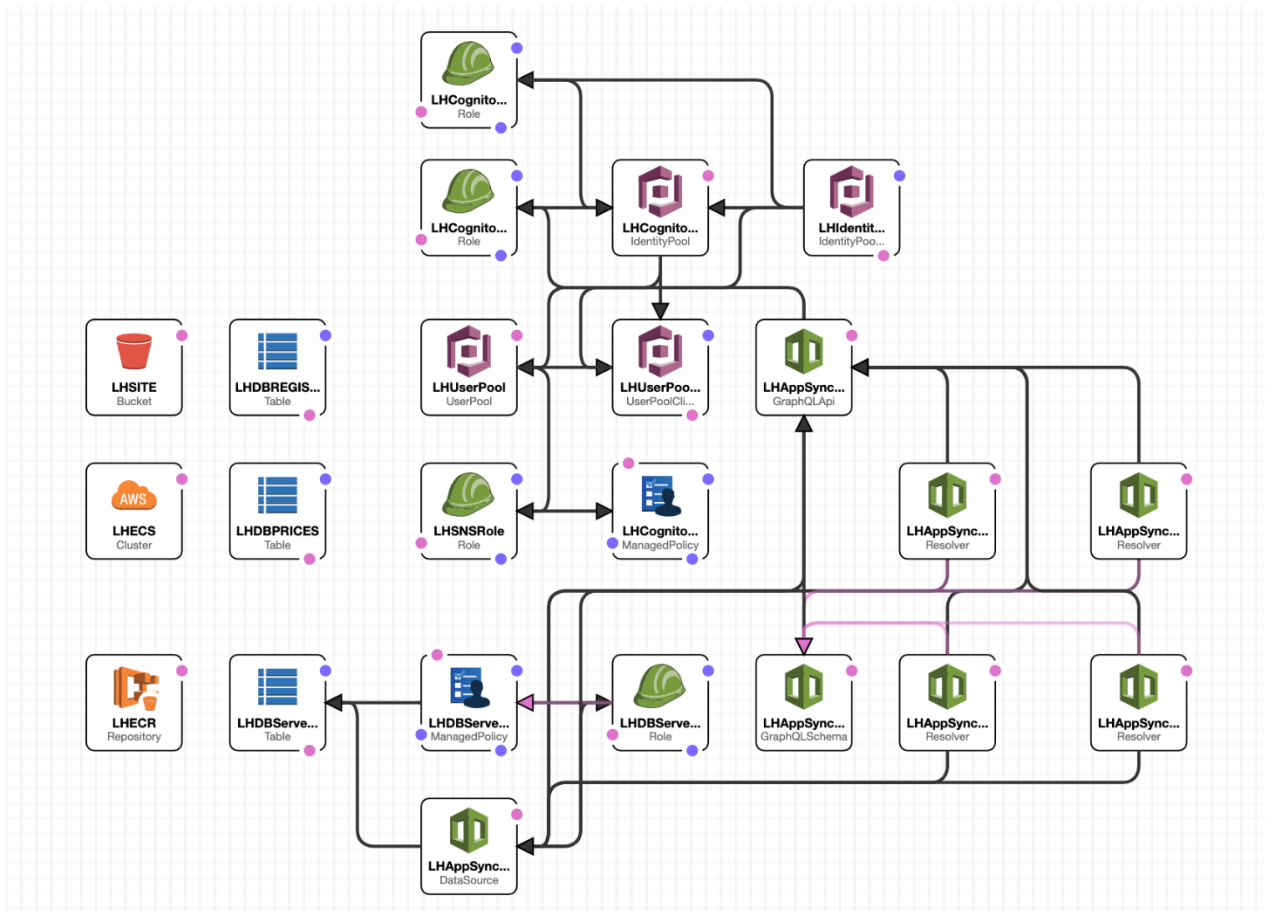 LHCognito...
Role
LHCognito...
Role
LHCognito...
IdentityPool
LHIdentit...
IdentityPoo...
LHSITE
Bucket
LHDBREGIS...
Table
LHUserPool
UserPool
LHUserPoo...
UserPoolCli...
LHAppSync...
GraphQLApi
AWS
LHECS
Cluster
LHDBPRICES
Table
LHSNSRole
Role
LHCognito...
ManagedPolicy
LHAppSync...
Resolver
LHAppSync...
Resolver
LHECR
Repository
LHDBServe...
Table
LHDBServe...
ManagedPolicy
LHDBServe...
Role
LHAppSync...
GraphQLSchema
LHAppSync...
Resolver
LHAppSync...
Resolver
LHAppSync...
DataSource